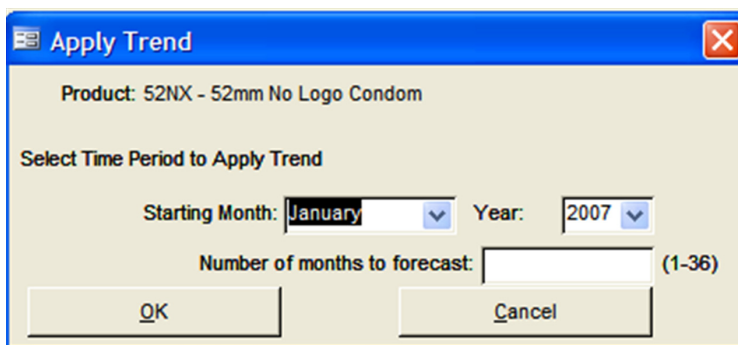 Apply Trend
Product: 52NX - 52mm No Logo Condom
Select Time Period to Apply Trend
Starting Month: January Year: 2007
Number of months to forecast: (1-36)
OK Cancel